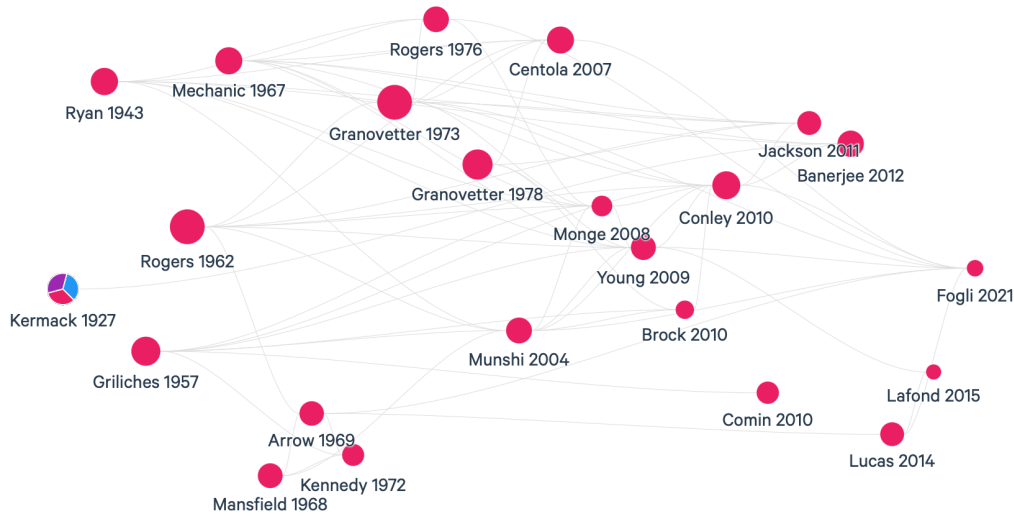 Rogers 1976
Centola 2007
Mechanic 1967
Ryan 1943
Granovetter 1973
Jackson 2011
Banerjee 2012
Granovetter 1978
Conley 2010
Monge 2008
Rogers 1962
Young 2009
Fogli 2021
Kermack 1927
Brock 2010
Munshi 2004
Griliches 1957
Lafond 2015
Comin 2010
Arrow 1969
Lucas 2014
Kennedy 1972
Mansfield 1968